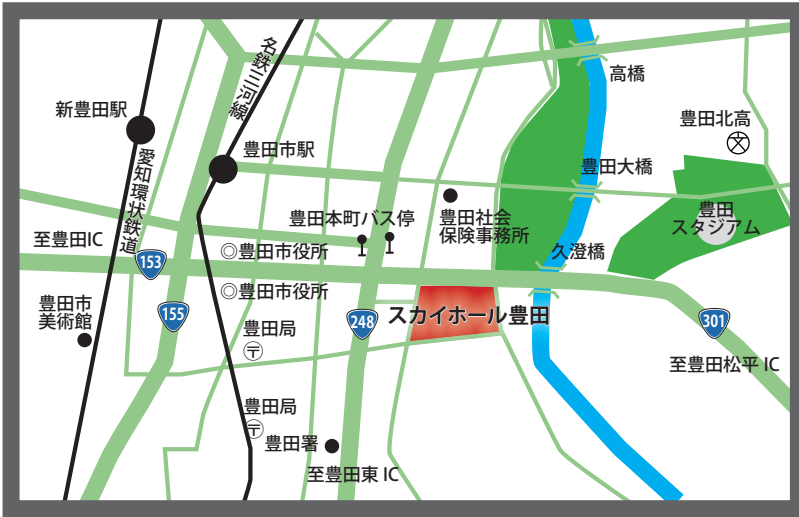 高橋
名鉄三河線
新豊田駅
豊田北高
文
豊田市駅
豊田大橋
愛知環状鉄道
豊田本町バス停
豊田社会
保険事務所
豊田
スタジアム
至豊田IC
◎豊田市役所
久澄橋
153
◎豊田市役所
豊田市
美術館
155
248
スカイホール豊田
301
豊田局
〒
至豊田松平 IC
豊田局
〒
豊田署
至豊田東 IC